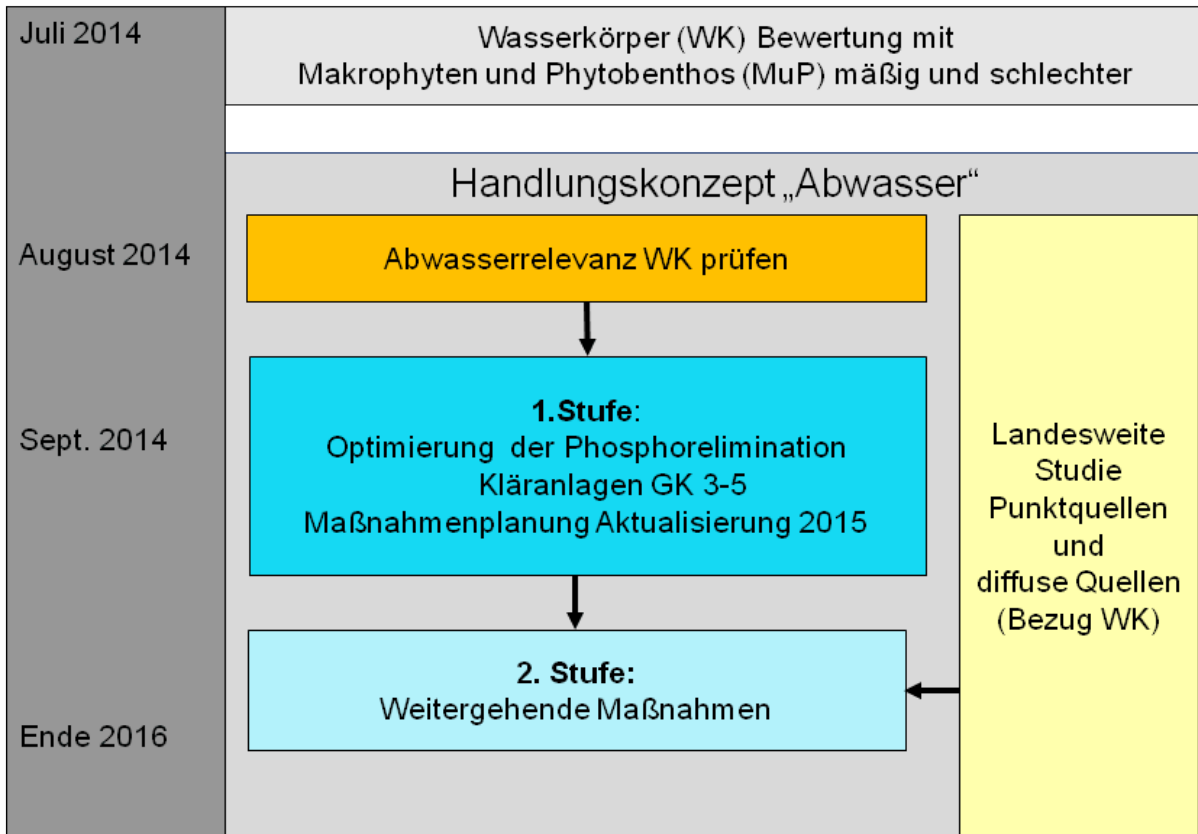 Juli 2014
Wasserkörper (WK) Bewertung mit
Makrophyten und Phytobenthos (MuP) mäßig und schlechter
Handlungskonzept „Abwasser“
August 2014
Abwasserrelevanz WK prüfen
Sept. 2014
1.Stufe:
Optimierung der Phosphorelimination
Kläranlagen GK 3-5
Maßnahmenplanung Aktualisierung 2015
Landesweite
Studie
Punktquellen
und
diffuse Quellen
(Bezug WK)
Ende 2016
2. Stufe:
Weitergehende Maßnahmen